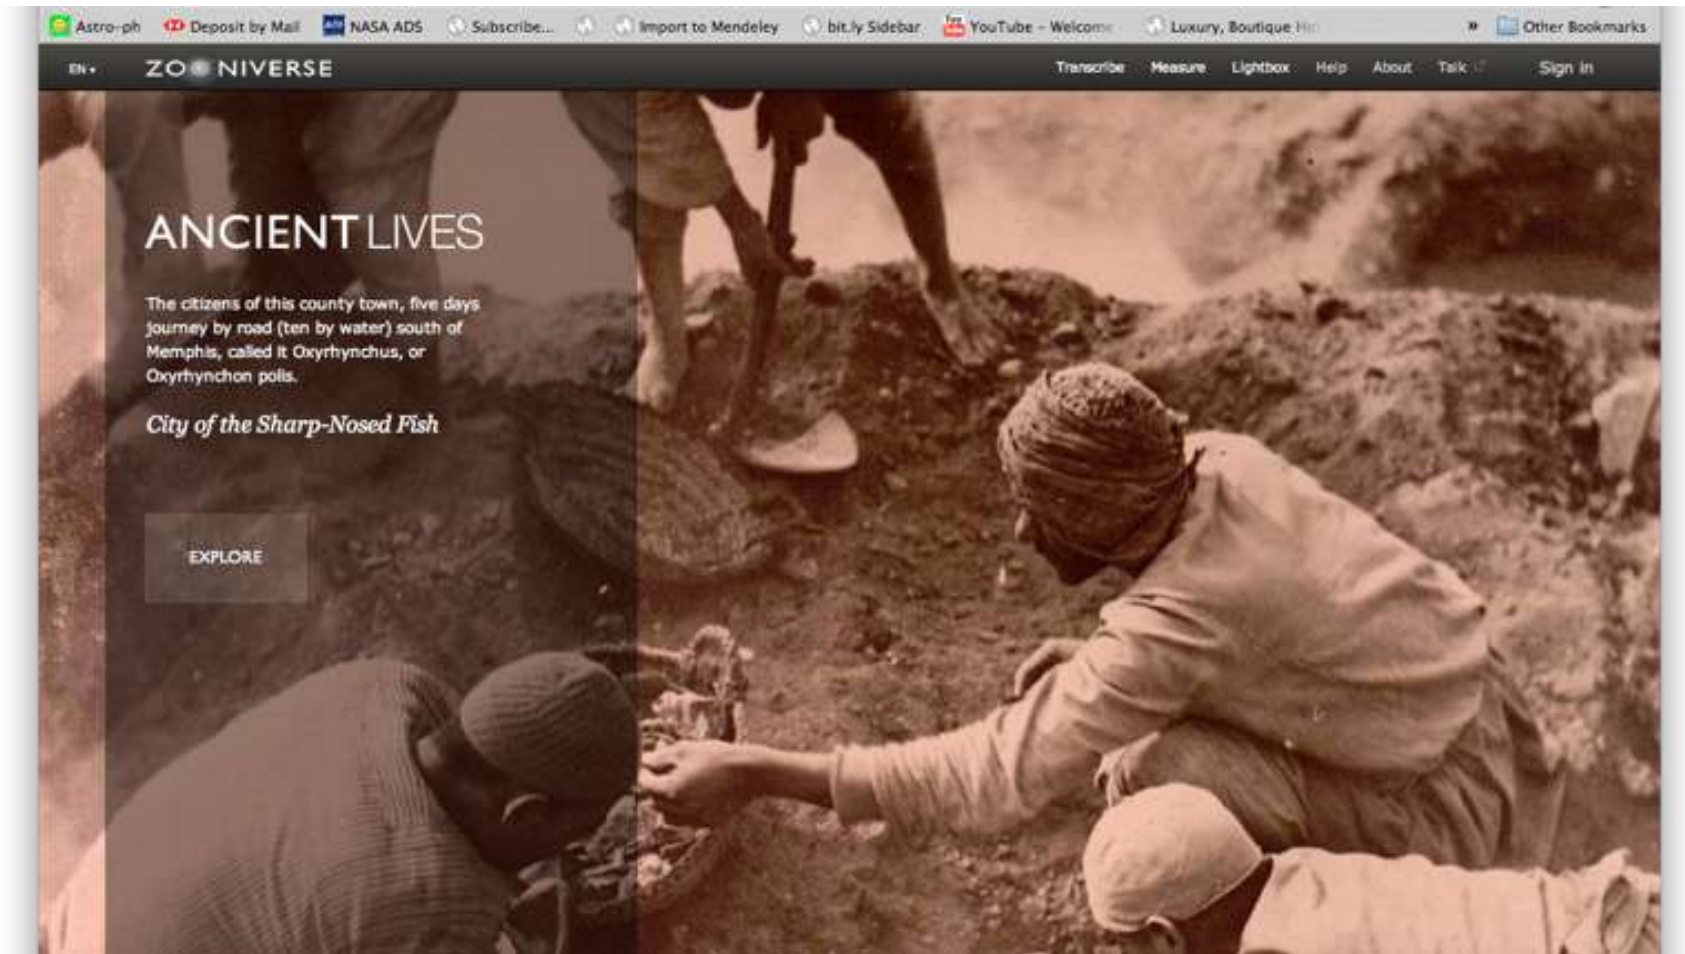 Astro-ph Deposit by Mail NASA ADS Subscribe... Import to Mendeley bit.ly Sidebar YouTube - Welcome Luxury, Boutique » Other Bookmarks
EN ZOONIVERSE Transcribe Measure Lightbox Help About Talk Sign In
ANCIENT LIVES
The citizens of this county town, five days
journey by road (ten by water) south of
Memphis, called it Oxyrhynchus, or
Oxyrhynchon polis.
City of the Sharp-Nosed Fish
EXPLORE